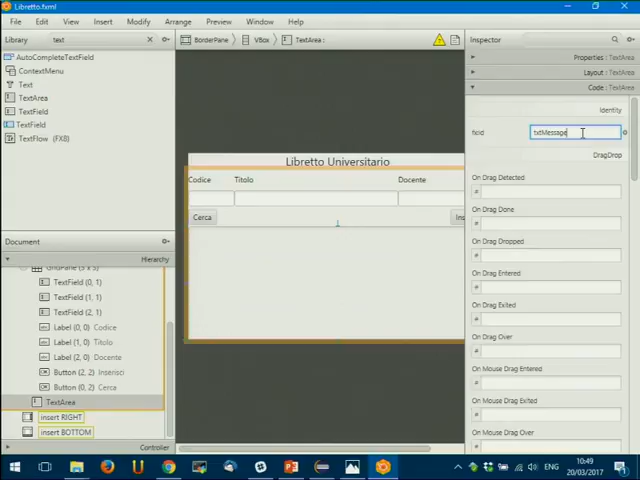 Libretto.fxml
File Edit View Insert Modify Arrange Preview Window Help
Library text
AutoCompleteTextField
ContextMenu
Text
TextArea
TextField
TextField
TextFlow (FX8)
Document
Hierarchy
GridPane (3 x 3)
TextField (0, 1)
TextField (1, 1)
TextField (2, 1)
Label (0, 0) Codice
Label (1, 0) Titolo
Label (2, 0) Docente
Button (2, 2) Inserisci
Button (0, 2) Cerca
TextArea
insert RIGHT
insert BOTTOM
Controller
BorderPane VBox TextArea :
Libretto Universitario
Codice Titolo Docente
Cerca Ins
Inspector
Properties : TextArea
Layout : TextArea
Code : TextArea
Identity
fx:id txtMessage
DragDrop
On Drag Detected
#
On Drag Done
#
On Drag Dropped
#
On Drag Entered
#
On Drag Exited
#
On Drag Over
#
On Mouse Drag Entered
#
On Mouse Drag Exited
#
On Mouse Drag Over
#
10:49
20/03/2017